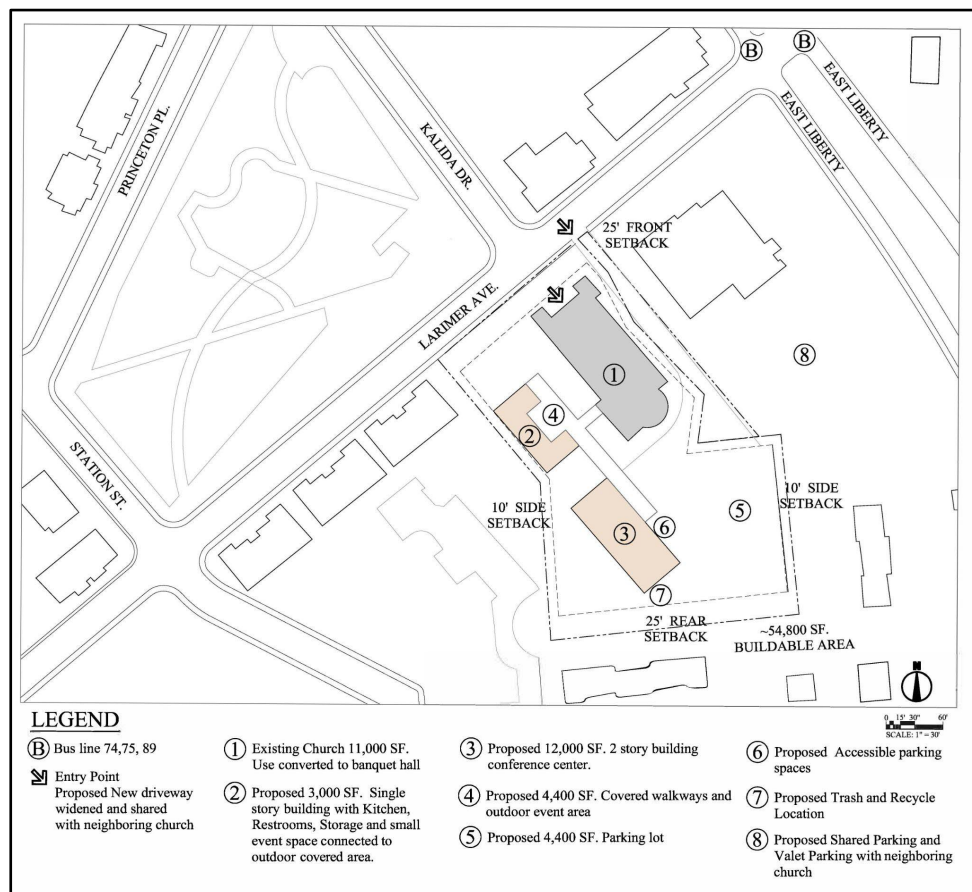 B
B
EAST LIBERTY
EAST LIBERTY
PRINCETON PL.
KALIDA DR.
25' FRONT
SETBACK
LARIMER AVE.
1
8
4
2
STATION ST.
10' SIDE
SETBACK
10' SIDE
SETBACK
5
6
3
7
25' REAR
SETBACK
~54,800 SF.
BUILDABLE AREA
N
0 15' 30" 60'
SCALE: 1" = 30'
LEGEND
B Bus line 74,75, 89
Entry Point
Proposed New driveway
widened and shared
with neighboring church
1 Existing Church 11,000 SF.
Use converted to banquet hall
2 Proposed 3,000 SF. Single
story building with Kitchen,
Restrooms, Storage and small
event space connected to
outdoor covered area.
3 Proposed 12,000 SF. 2 story building
conference center.
4 Proposed 4,400 SF. Covered walkways and
outdoor event area
5 Proposed 4,400 SF. Parking lot
6 Proposed Accessible parking
spaces
7 Proposed Trash and Recycle
Location
8 Proposed Shared Parking and
Valet Parking with neighboring
church